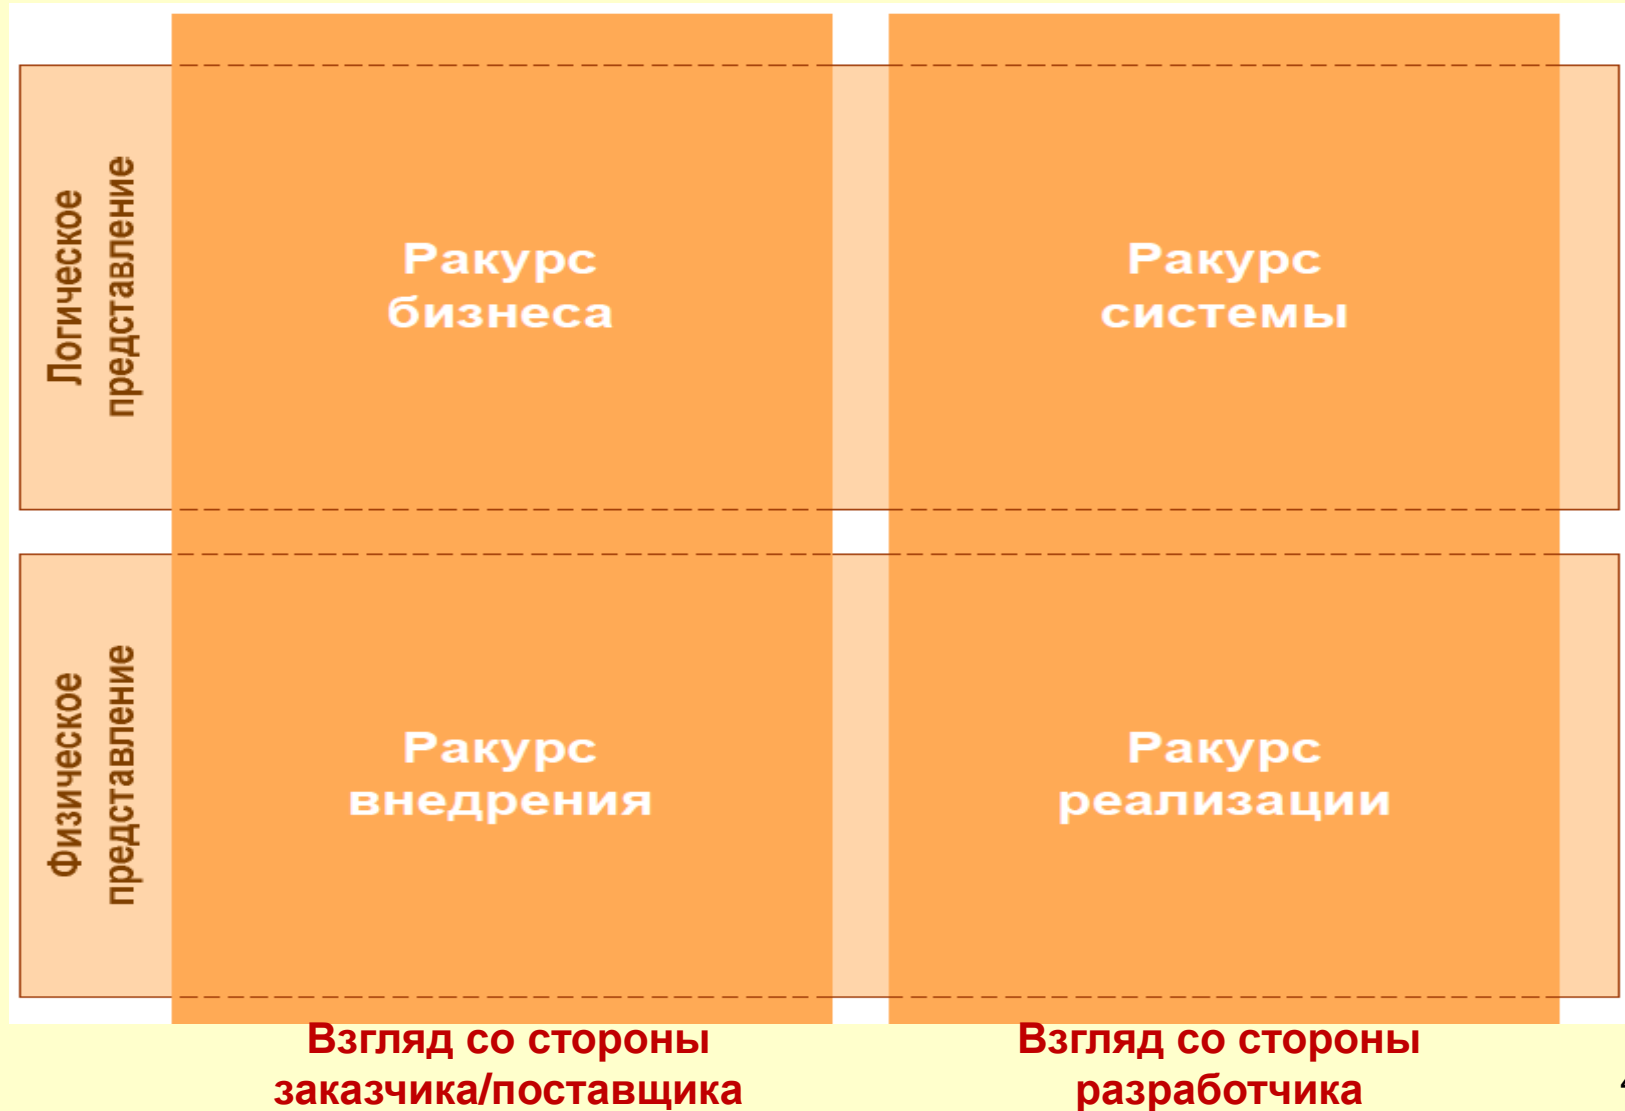 Логическое
представление
Ракурс
бизнеса
Ракурс
системы
Физическое
представление
Ракурс
внедрения
Ракурс
реализации
Взгляд со стороны
заказчика/поставщика
Взгляд со стороны
разработчика